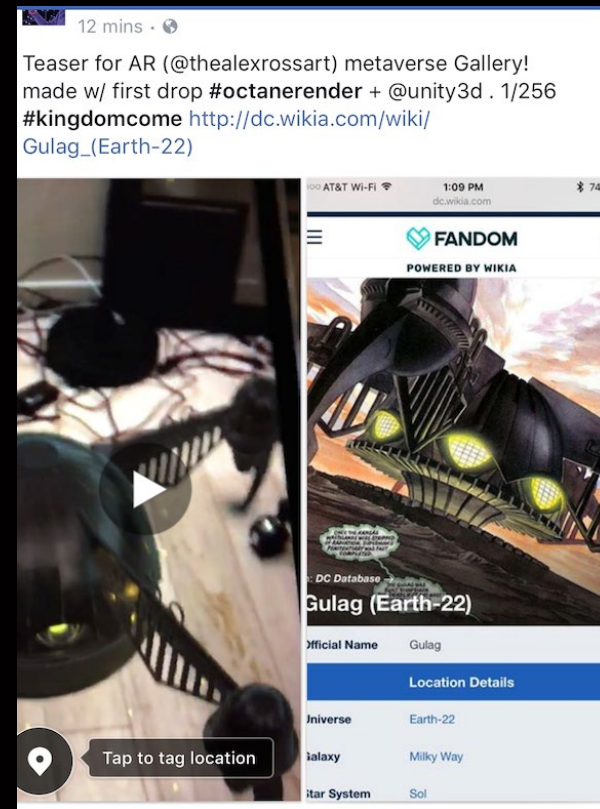 12 mins ·
Teaser for AR (@thealexrossart) metaverse Gallery!
made w/ first drop #octanerender + @unity3d . 1/256
#kingdomcome http://dc.wikia.com/wiki/
Gulag_(Earth-22)
AT&T Wi-Fi 1:09 PM 74
dc.wikia.com
FANDOM
POWERED BY WIKIA
: DC Database →
Gulag (Earth-22)
Official Name Gulag
Location Details
Universe Earth-22
Galaxy Milky Way
Star System Sol
Tap to tag location